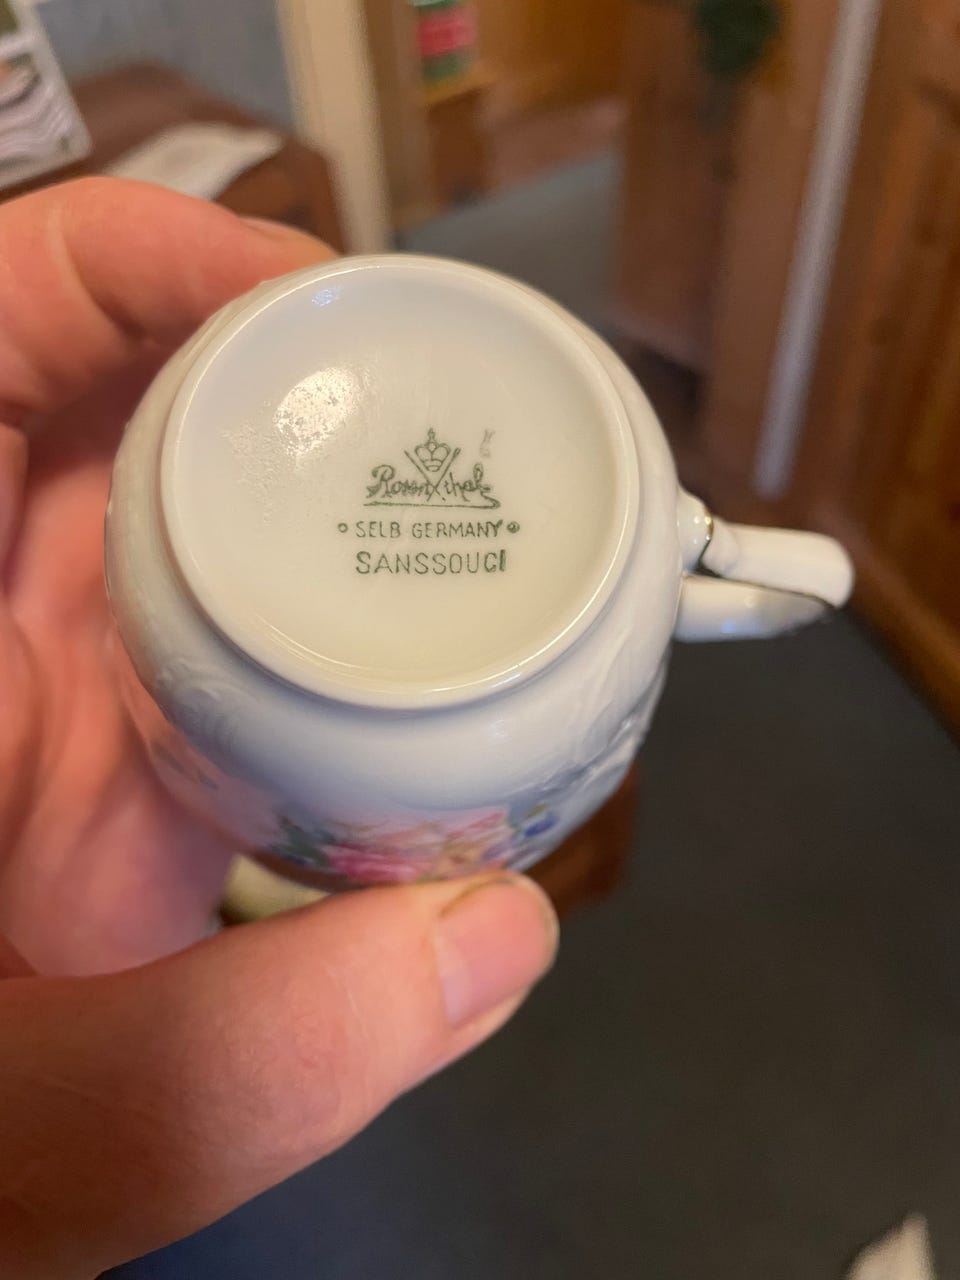 Rosenthal
SELB GERMANY
SANSSOUCI